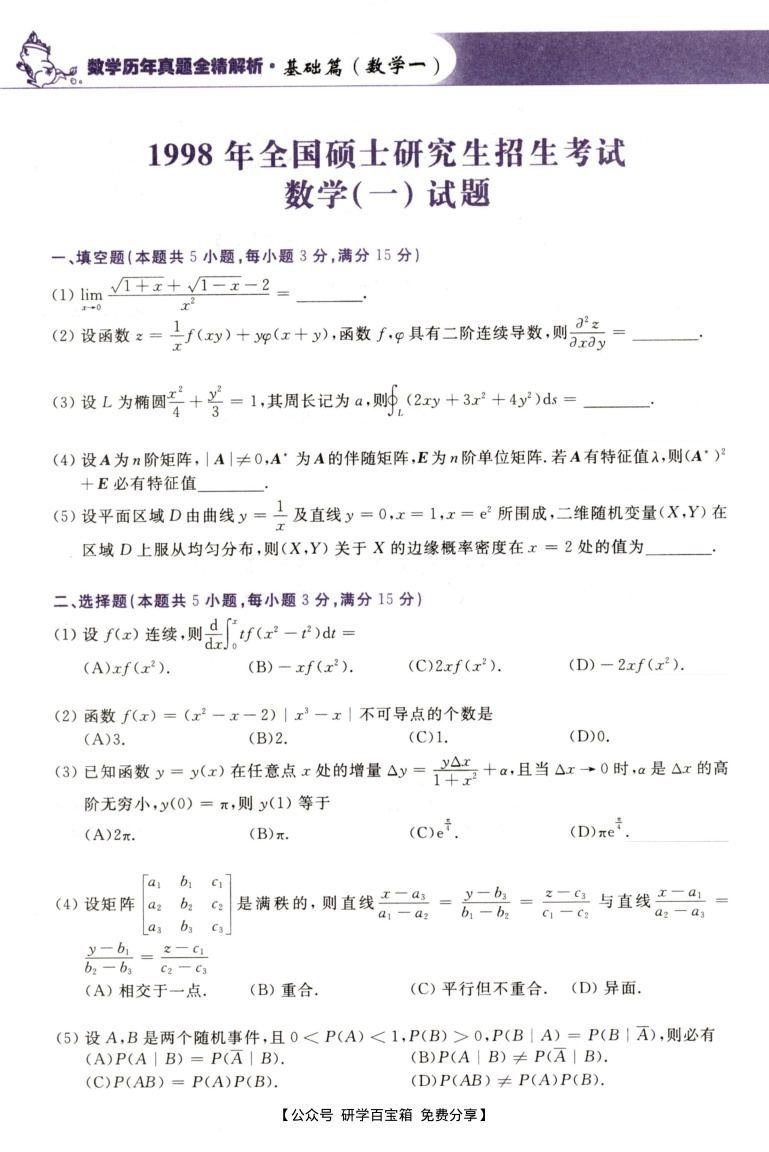 数学历年真题全精解析·基础篇(数学一)
1998 年全国硕士研究生招生考试
数学(一)试题
一、填空题(本题共 5 小题,每小题 3 分,满分 15 分)
(1) lim_{x→0} (√(1+x) + √(1−x) − 2)/x² = ______.
(2) 设函数 z = (1/x)f(xy) + yφ(x + y),函数 f,φ 具有二阶连续导数,则 ∂²z/∂x∂y = ______.
(3) 设 L 为椭圆 x²/4 + y²/3 = 1,其周长记为 a,则∮_L (2xy + 3x² + 4y²)ds = ______.
(4) 设 A 为 n 阶矩阵, | A | ≠ 0, A* 为 A 的伴随矩阵, E 为 n 阶单位矩阵. 若 A 有特征值 λ,则(A*)²
+ E 必有特征值______.
(5) 设平面区域 D 由曲线 y = 1/x 及直线 y = 0,x = 1,x = e² 所围成,二维随机变量(X,Y) 在
区域 D 上服从均匀分布,则(X,Y) 关于 X 的边缘概率密度在 x = 2 处的值为______.
二、选择题(本题共 5 小题,每小题 3 分,满分 15 分)
(1) 设 f(x) 连续,则 d/dx ∫₀ˣ tf(x² − t²)dt =
(A)xf(x²). (B)− xf(x²). (C)2xf(x²). (D)− 2xf(x²).
(2) 函数 f(x) = (x² − x − 2) | x³ − x | 不可导点的个数是
(A)3. (B)2. (C)1. (D)0.
(3) 已知函数 y = y(x) 在任意点 x 处的增量 Δy = yΔx/(1 + x²) + α,且当 Δx → 0 时,α 是 Δx 的高
阶无穷小,y(0) = π,则 y(1) 等于
(A)2π. (B)π. (C)e^{π/4}. (D)πe^{π/4}.
(4) 设矩阵 [a₁ b₁ c₁; a₂ b₂ c₂; a₃ b₃ c₃] 是满秩的, 则直线 (x − a₃)/(a₁ − a₂) = (y − b₃)/(b₁ − b₂) = (z − c₃)/(c₁ − c₂) 与直线 (x − a₁)/(a₂ − a₃) =
(y − b₁)/(b₂ − b₃) = (z − c₁)/(c₂ − c₃)
(A) 相交于一点. (B) 重合. (C) 平行但不重合. (D) 异面.
(5) 设 A,B 是两个随机事件,且 0 < P(A) < 1,P(B) > 0,P(B | A) = P(B | A̅),则必有
(A)P(A | B) = P(A̅ | B). (B)P(A | B) ≠ P(A̅ | B).
(C)P(AB) = P(A)P(B). (D)P(AB) ≠ P(A)P(B).
【公众号 研学百宝箱 免费分享】